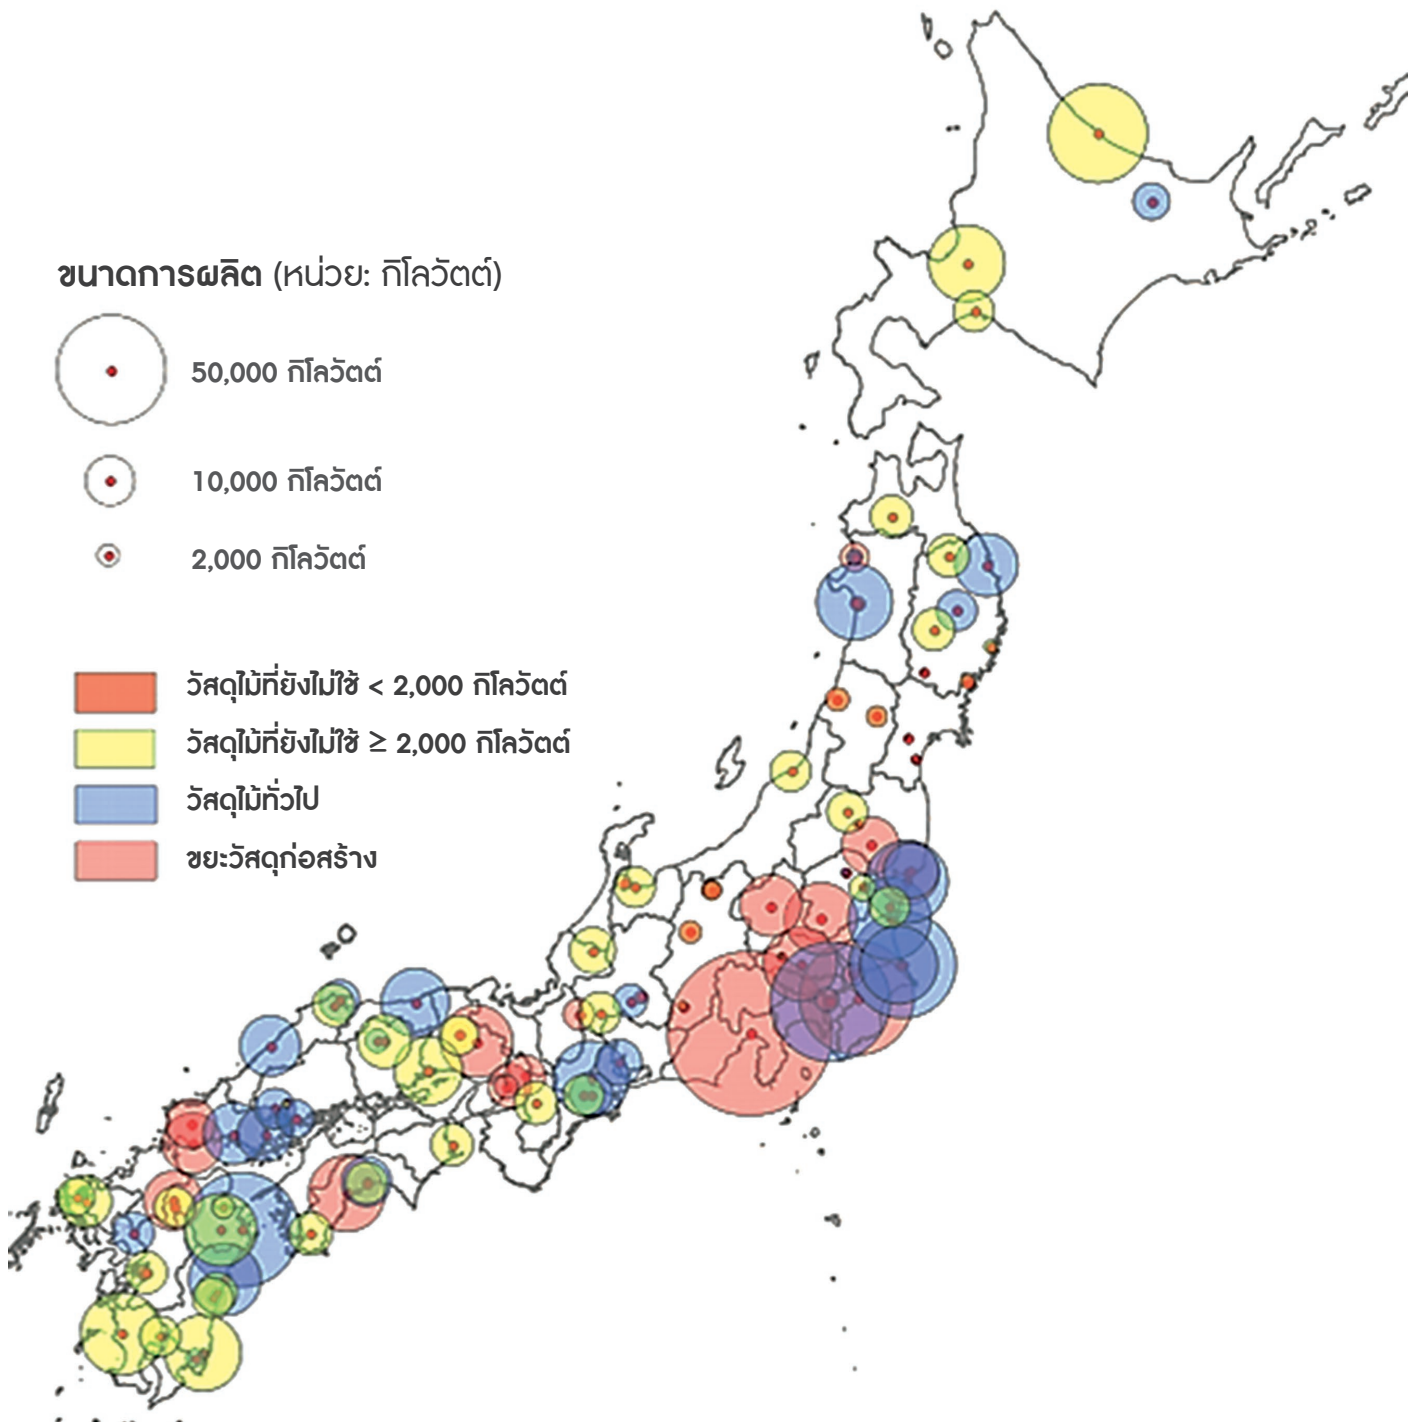 ขนาดการผลิต (หน่วย: กิโลวัตต์)
50,000 กิโลวัตต์
10,000 กิโลวัตต์
2,000 กิโลวัตต์
วัสดุไม้ที่ยังไม่ใช้ < 2,000 กิโลวัตต์
วัสดุไม้ที่ยังไม่ใช้ ≥ 2,000 กิโลวัตต์
วัสดุไม้ทั่วไป
ขยะวัสดุก่อสร้าง